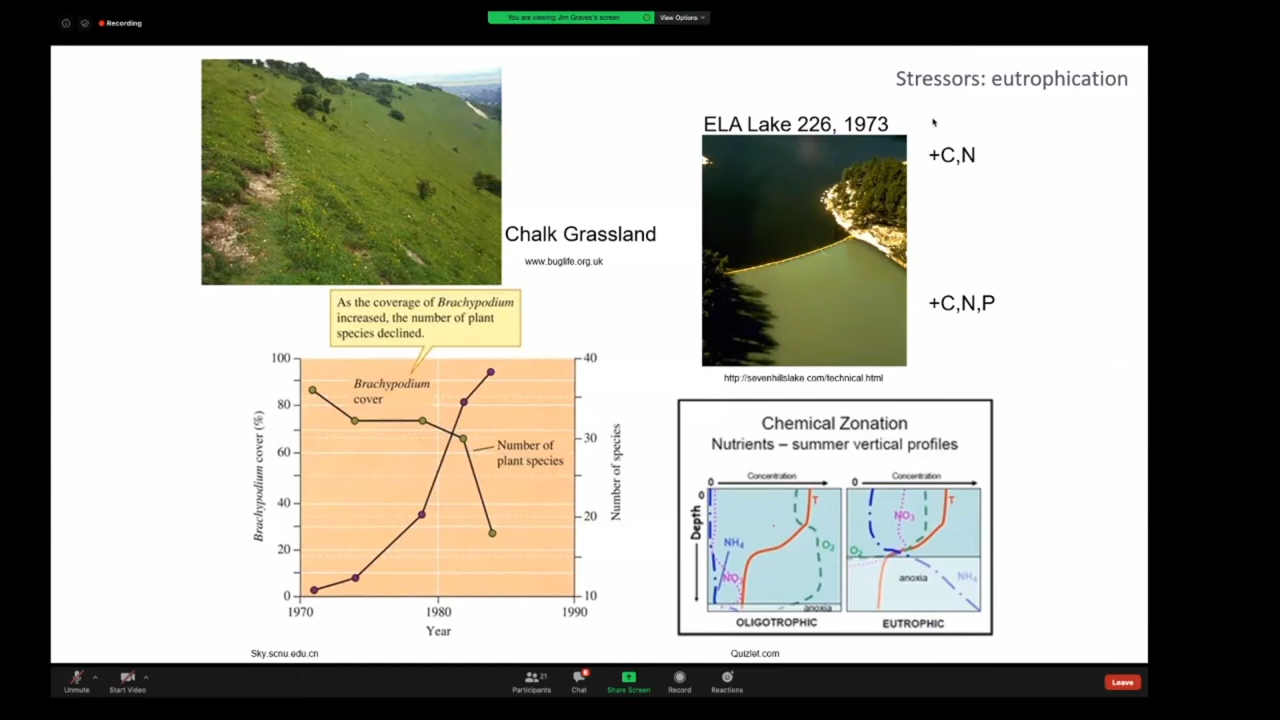 Recording
You are viewing Jim Graves's screen
View Options
Stressors: eutrophication
ELA Lake 226, 1973
+C,N
Chalk Grassland
www.buglife.org.uk
+C,N,P
http://sevenhillslake.com/technical.html
As the coverage of Brachypodium
increased, the number of plant
species declined.
100
80
60
40
20
0
Brachypodium cover (%)
Brachypodium
cover
Number of
plant species
40
30
20
10
Number of species
1970
1980
1990
Year
Sky.scnu.edu.cn
Chemical Zonation
Nutrients – summer vertical profiles
0
Concentration
0
Concentration
0
Depth
T
NH4
O2
NO3
anoxia
T
NO3
O2
anoxia
NH4
OLIGOTROPHIC
EUTROPHIC
Quizlet.com
Unmute
Start Video
21
Participants
8
Chat
Share Screen
Record
Reactions
Leave